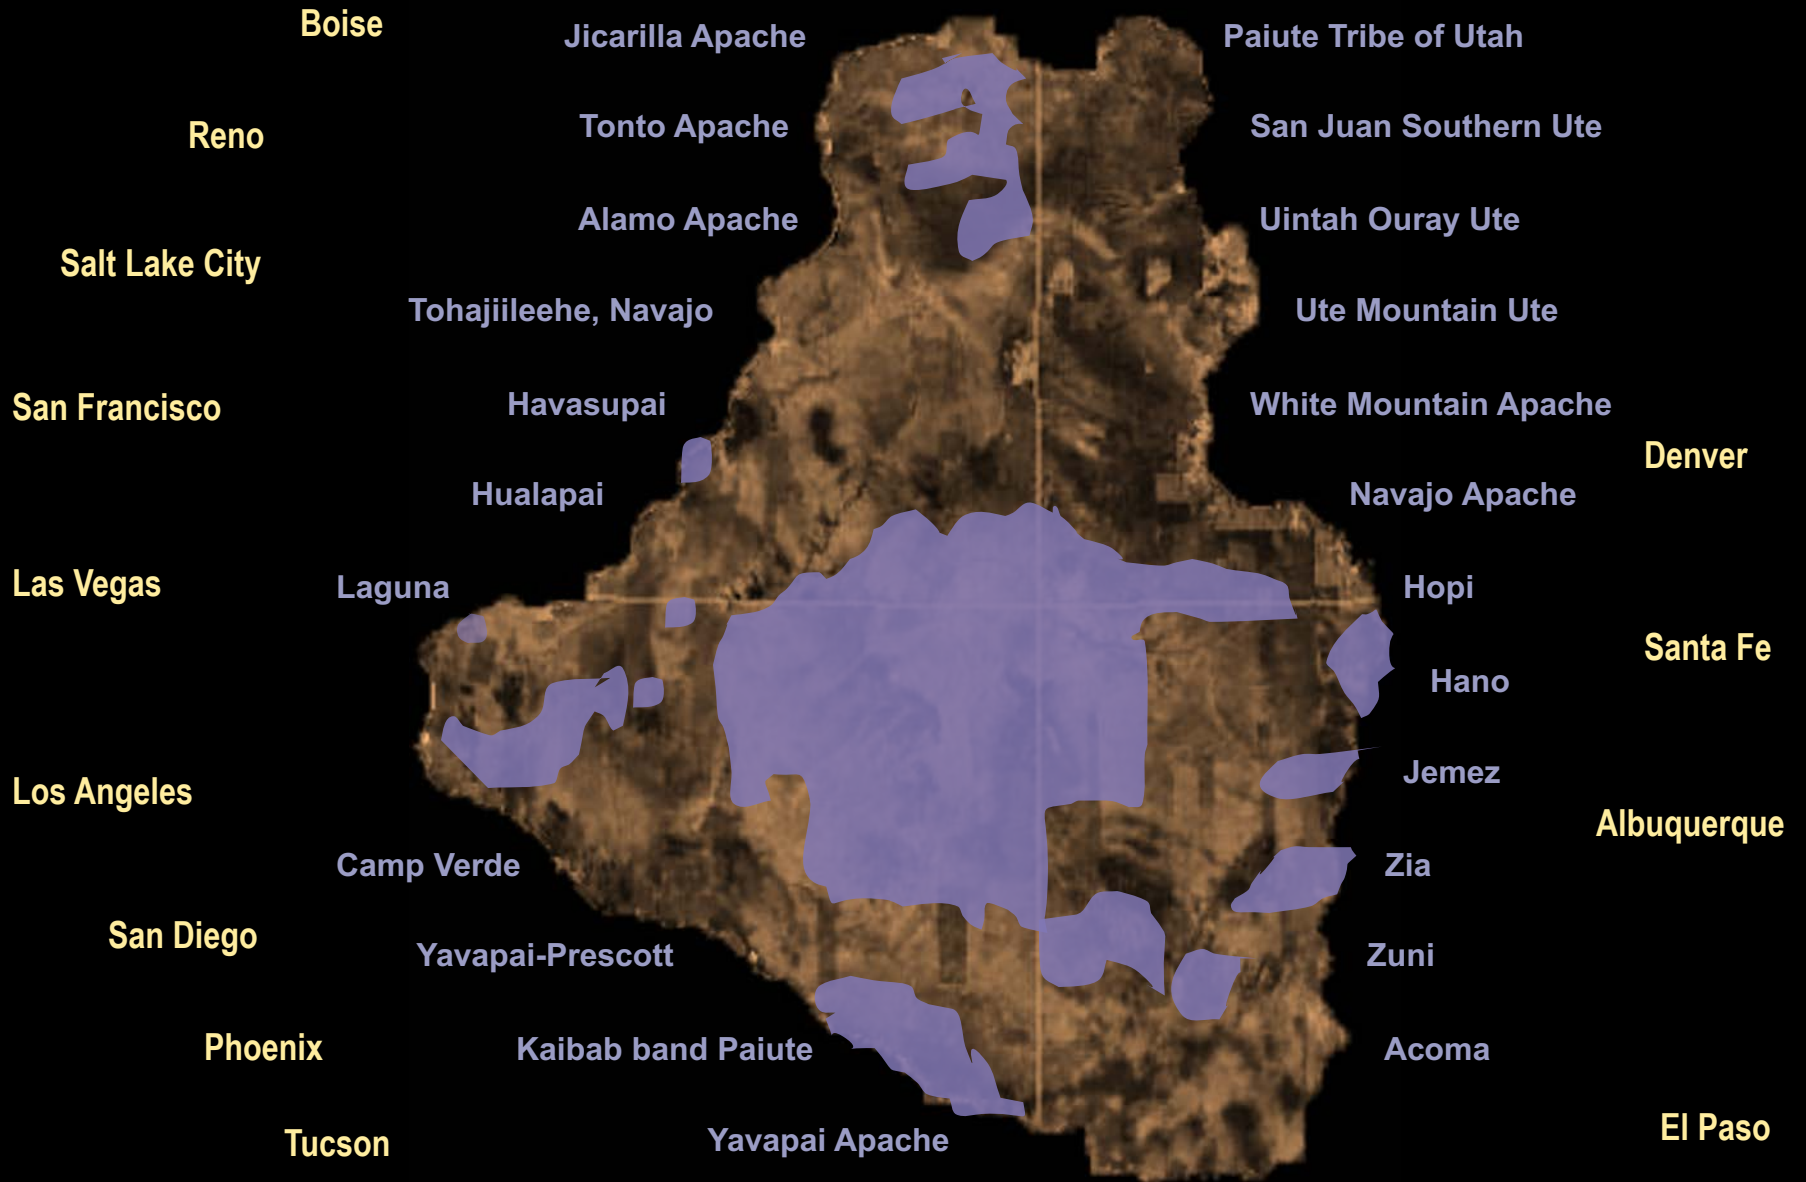 Boise
Jicarilla Apache
Paiute Tribe of Utah
Reno
Tonto Apache
San Juan Southern Ute
Alamo Apache
Uintah Ouray Ute
Salt Lake City
Tohajiileehe, Navajo
Ute Mountain Ute
San Francisco
Havasupai
White Mountain Apache
Denver
Hualapai
Navajo Apache
Las Vegas
Laguna
Hopi
Santa Fe
Hano
Los Angeles
Jemez
Albuquerque
Camp Verde
Zia
San Diego
Yavapai-Prescott
Zuni
Phoenix
Kaibab band Paiute
Acoma
Tucson
Yavapai Apache
El Paso